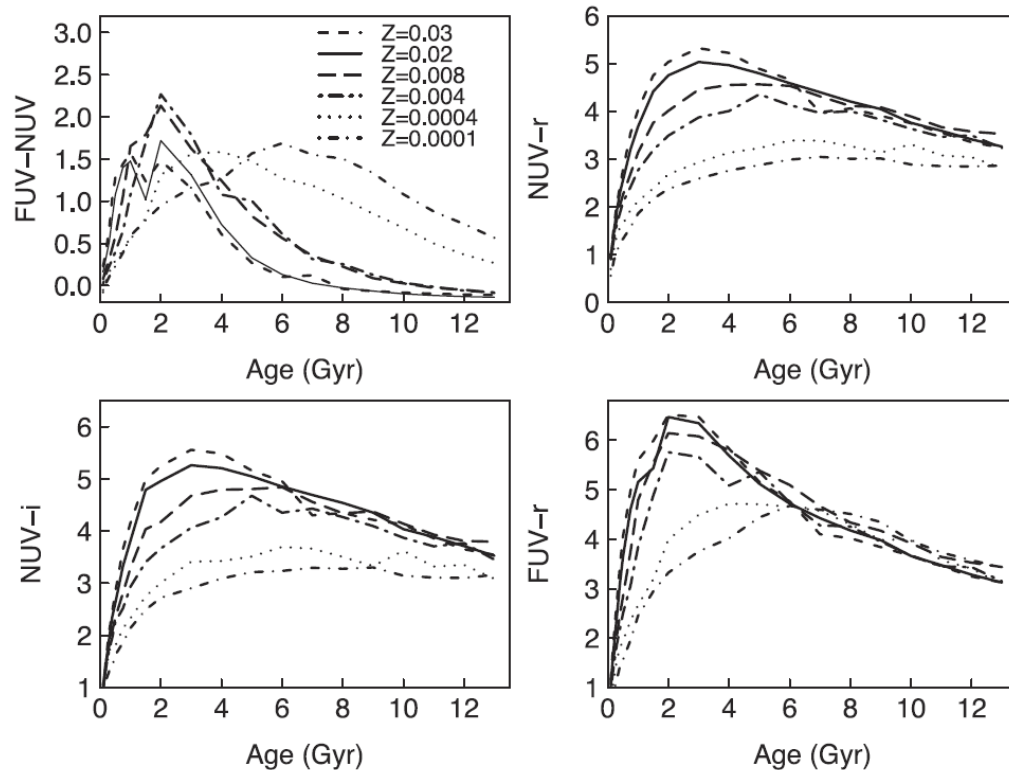 FUV−NUV
3.0
2.5
2.0
1.5
1.0
0.5
0.0
Z=0.03
Z=0.02
Z=0.008
Z=0.004
Z=0.0004
Z=0.0001
0 2 4 6 8 10 12
Age (Gyr)
NUV−r
6
5
4
3
2
1
0
0 2 4 6 8 10 12
Age (Gyr)
NUV−i
6
5
4
3
2
1
0 2 4 6 8 10 12
Age (Gyr)
FUV−r
6
5
4
3
2
1
0 2 4 6 8 10 12
Age (Gyr)